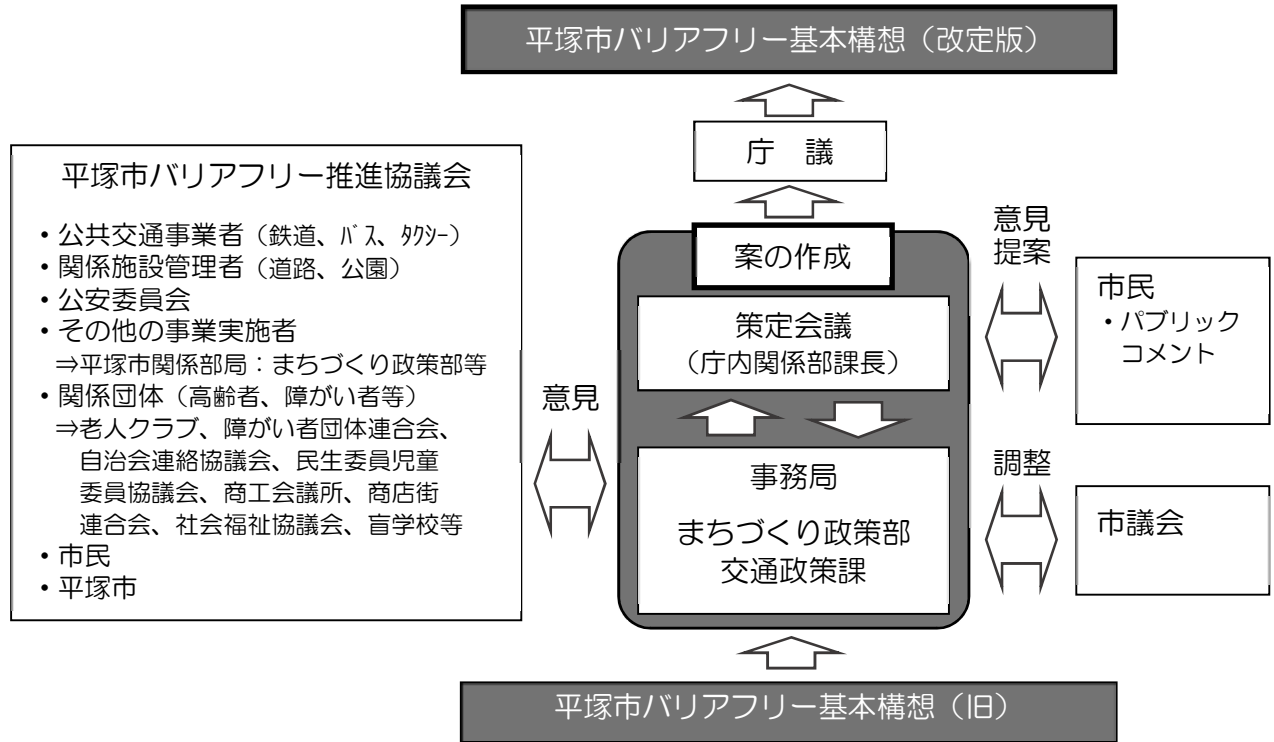 平塚市バリアフリー基本構想（改定版）
庁　議
平塚市バリアフリー推進協議会
・公共交通事業者（鉄道、ﾊﾞｽ、ﾀｸｼｰ）
・関係施設管理者（道路、公園）
・公安委員会
・その他の事業実施者
⇒平塚市関係部局：まちづくり政策部等
・関係団体（高齢者、障がい者等）
⇒老人クラブ、障がい者団体連合会、
自治会連絡協議会、民生委員児童
委員協議会、商工会議所、商店街
連合会、社会福祉協議会、盲学校等
・市民
・平塚市
意見
案の作成
策定会議
（庁内関係部課長）
事務局
まちづくり政策部
交通政策課
意見
提案
市民
・パブリック
コメント
調整
市議会
平塚市バリアフリー基本構想（旧）